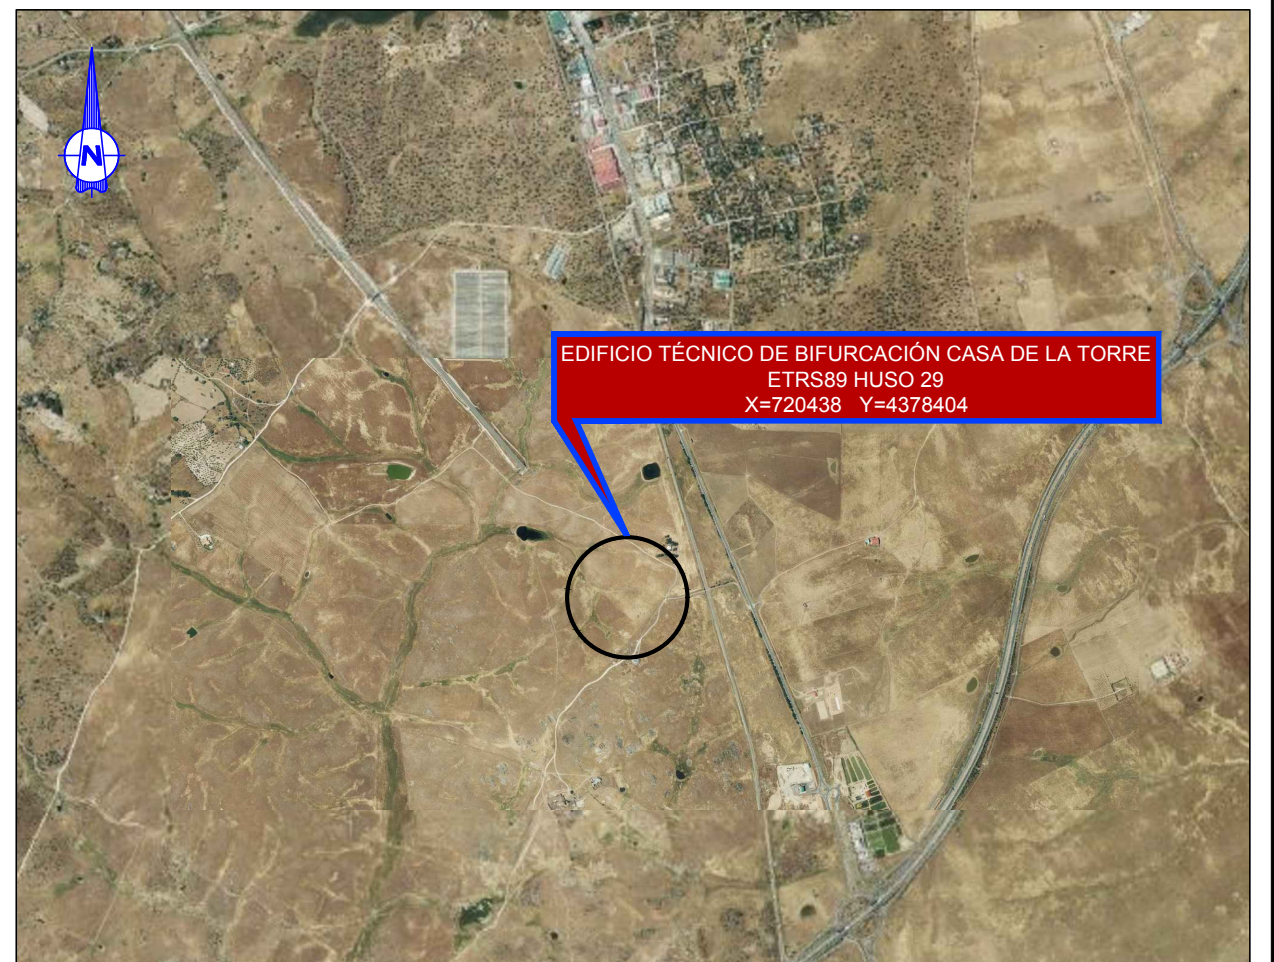 N
EDIFICIO TÉCNICO DE BIFURCACIÓN CASA DE LA TORRE
ETRS89 HUSO 29
X=720438 Y=4378404